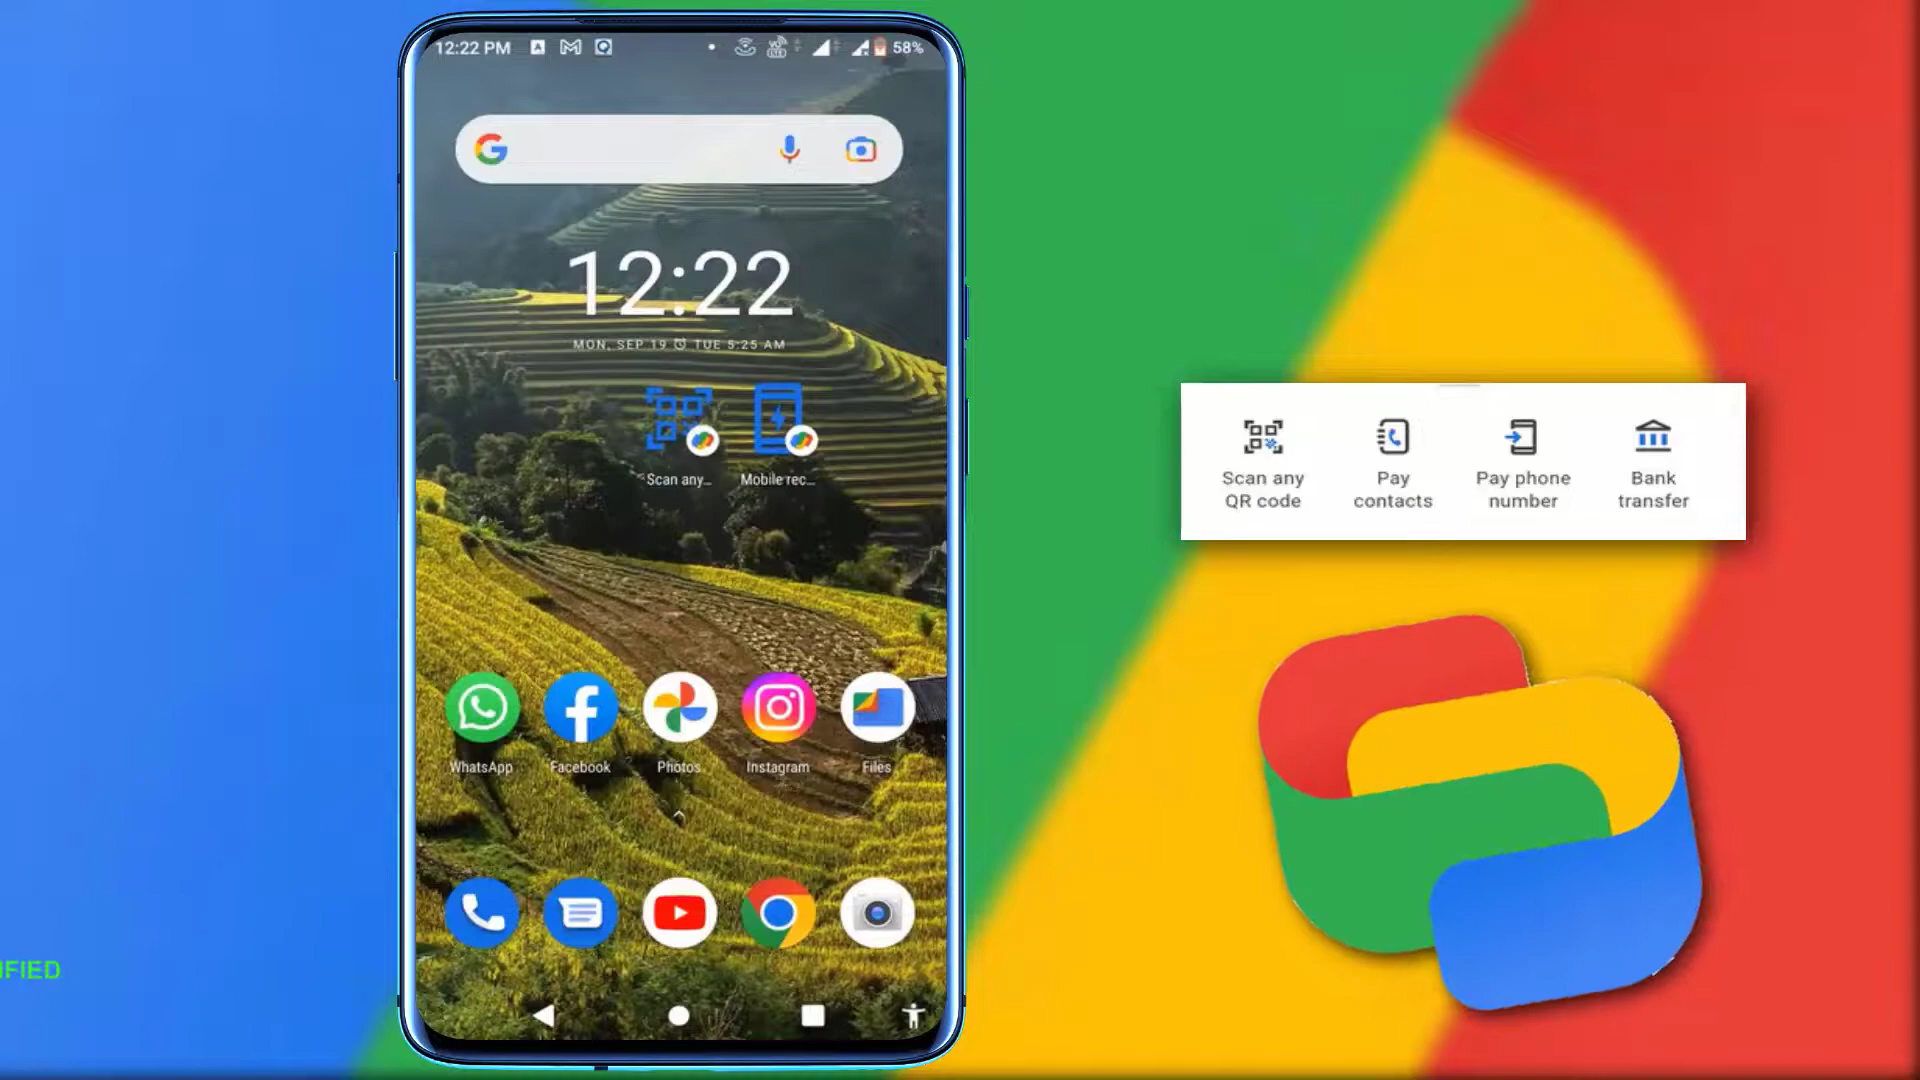 12:22 PM
58%
12:22
MON, SEP 19 TUE 5:25 AM
Scan any...
Mobile rec...
WhatsApp
Facebook
Photos
Instagram
Files
Scan any
QR code
Pay
contacts
Pay phone
number
Bank
transfer
IFIED